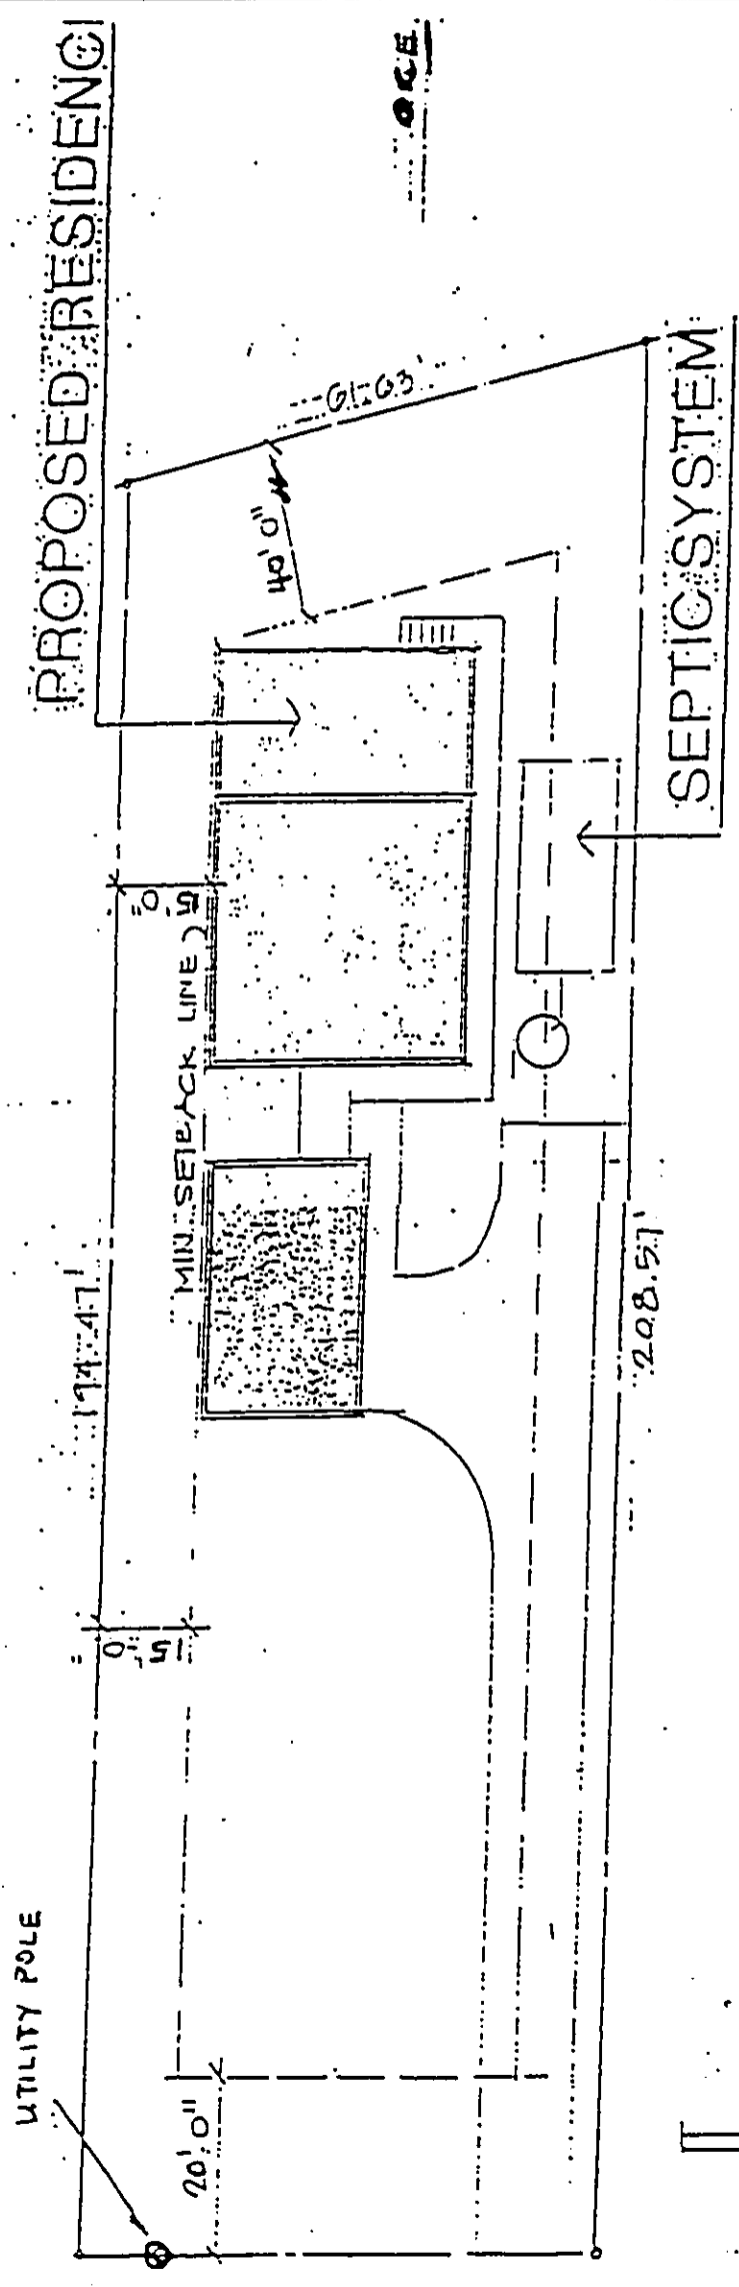 PROPOSED RESIDENC
61.63'
40' 0"
15' 0"
MIN. SETBACK LINE)
194.47'
15' 0"
UTILITY POLE
20' 0"
SEPTIC SYSTEM
208.57'